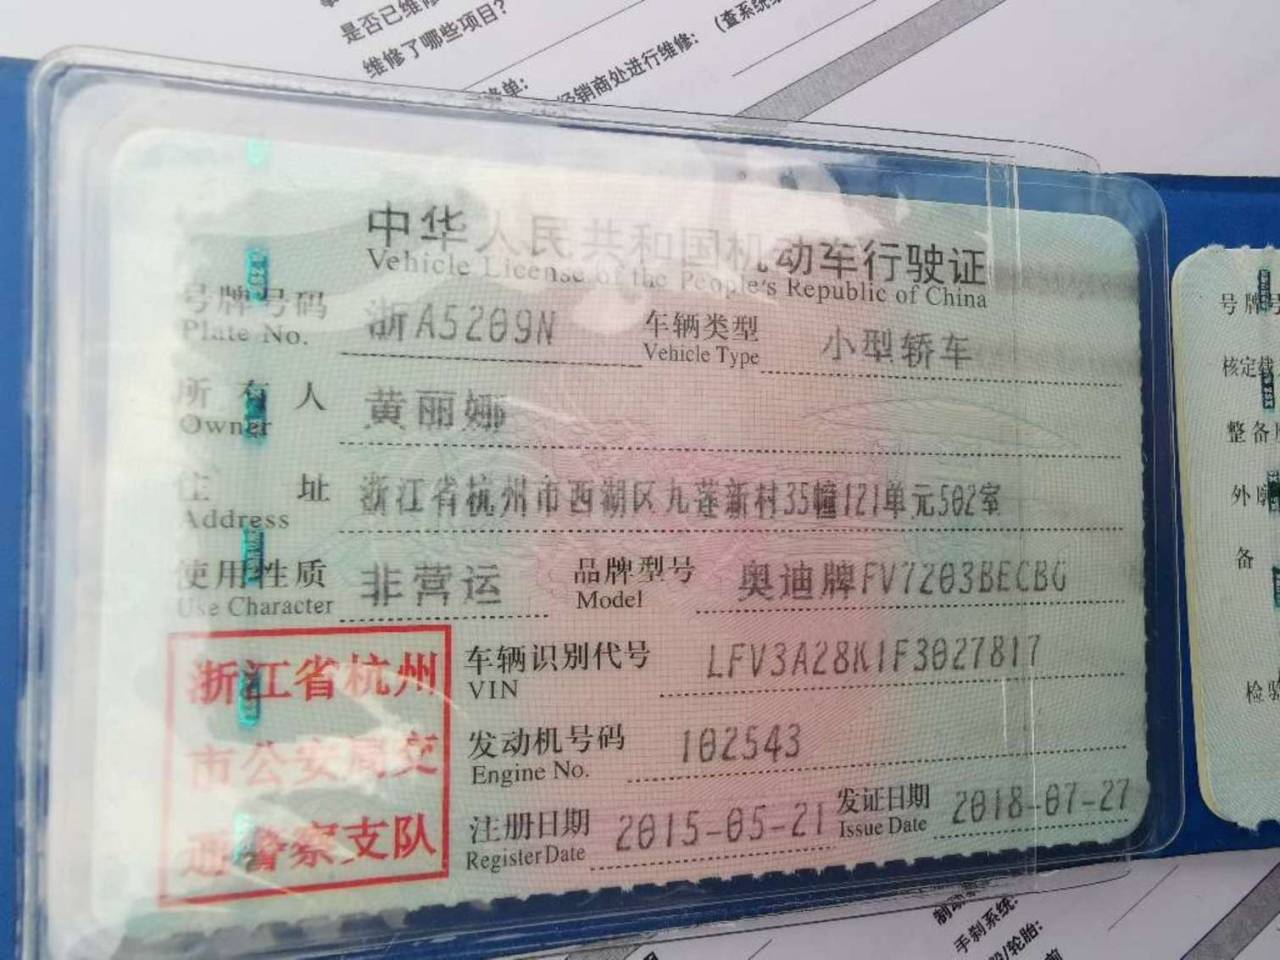 是否已维修
维修了哪些项目?
经销商处进行维修:
(查系统
中华人民共和国机动车行驶证
Vehicle License of the People's Republic of China
号牌号码 浙A5209N 车辆类型 小型轿车
Plate No. Vehicle Type
所有人 黄丽娜
Owner
住址 浙江省杭州市西湖区九莲新村35幢121单元502室
Address
使用性质 非营运 品牌型号 奥迪牌FV7203BECBG
Use Character Model
浙江省杭州
市公安局交
通警察支队
车辆识别代号 LFV3A28K1F3027817
VIN
发动机号码 102543
Engine No.
注册日期 2015-05-21 发证日期 2018-07-27
Register Date Issue Date
号牌号
核定载
整备
外廓
备
检验
手刹系统:
轮胎: